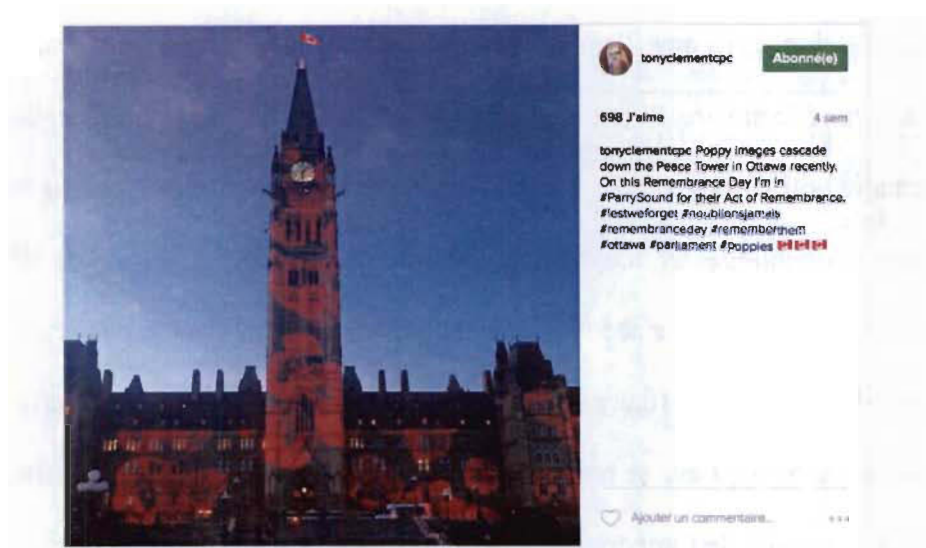 tonyclementcpc
Abonné(e)
698 J'aime
4 sem
tonyclementcpc Poppy images cascade
down the Peace Tower in Ottawa recently.
On this Remembrance Day I'm in
#ParrySound for their Act of Remembrance.
#lestweforget #noublionsjamais
#remembranceday #rememberthem
#ottawa #parliament #poppies 🇨🇦🇨🇦🇨🇦
Ajouter un commentaire...